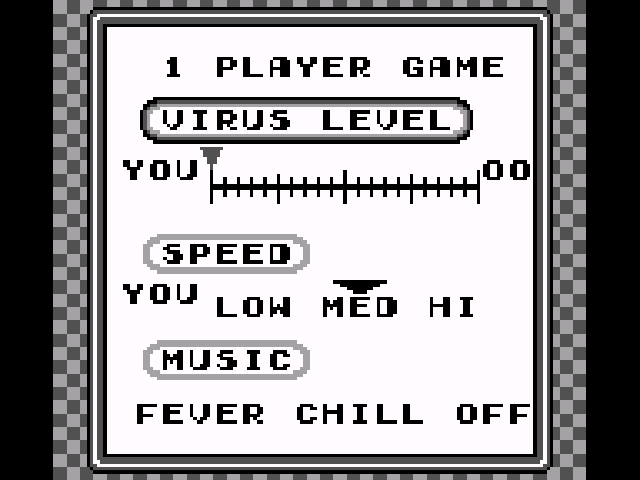 1 PLAYER GAME
VIRUS LEVEL
YOU 00
SPEED
YOU LOW MED HI
MUSIC
FEVER CHILL OFF